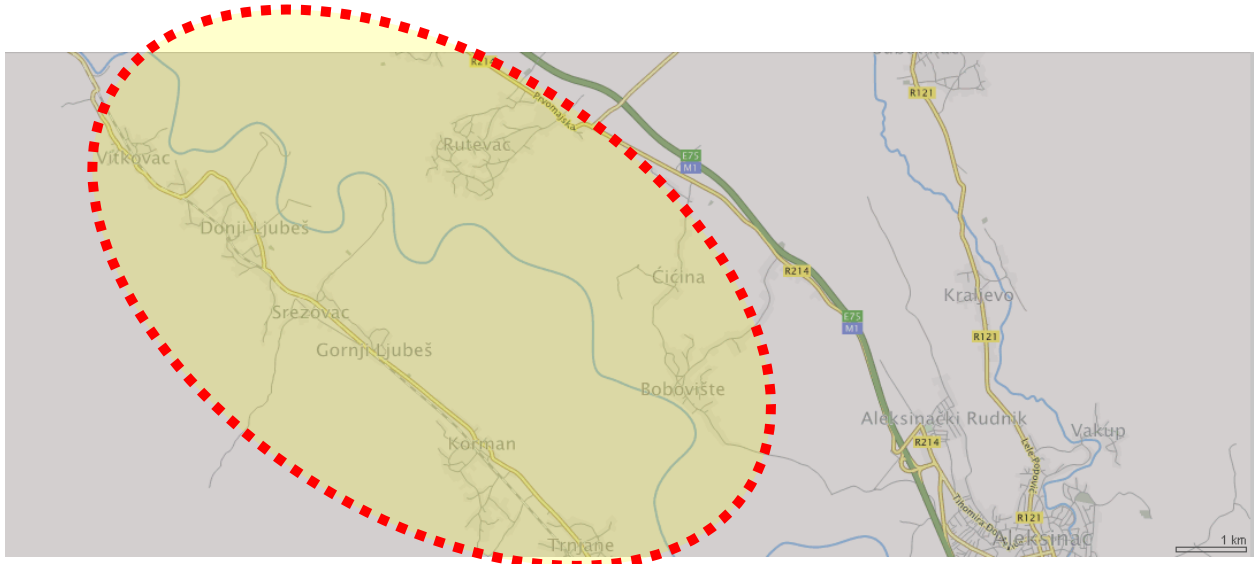 R214
R121
Prvomajska
Rutevac
Vitkovac
E75
M1
Donji Ljubeš
Ćićina
R214
Kraljevo
Srezovac
E75
M1
R121
Gornji Ljubeš
Bobovište
Aleksinački Rudnik
Vakup
Korman
R214
R121
Aleksinac
Trnjane
1 km